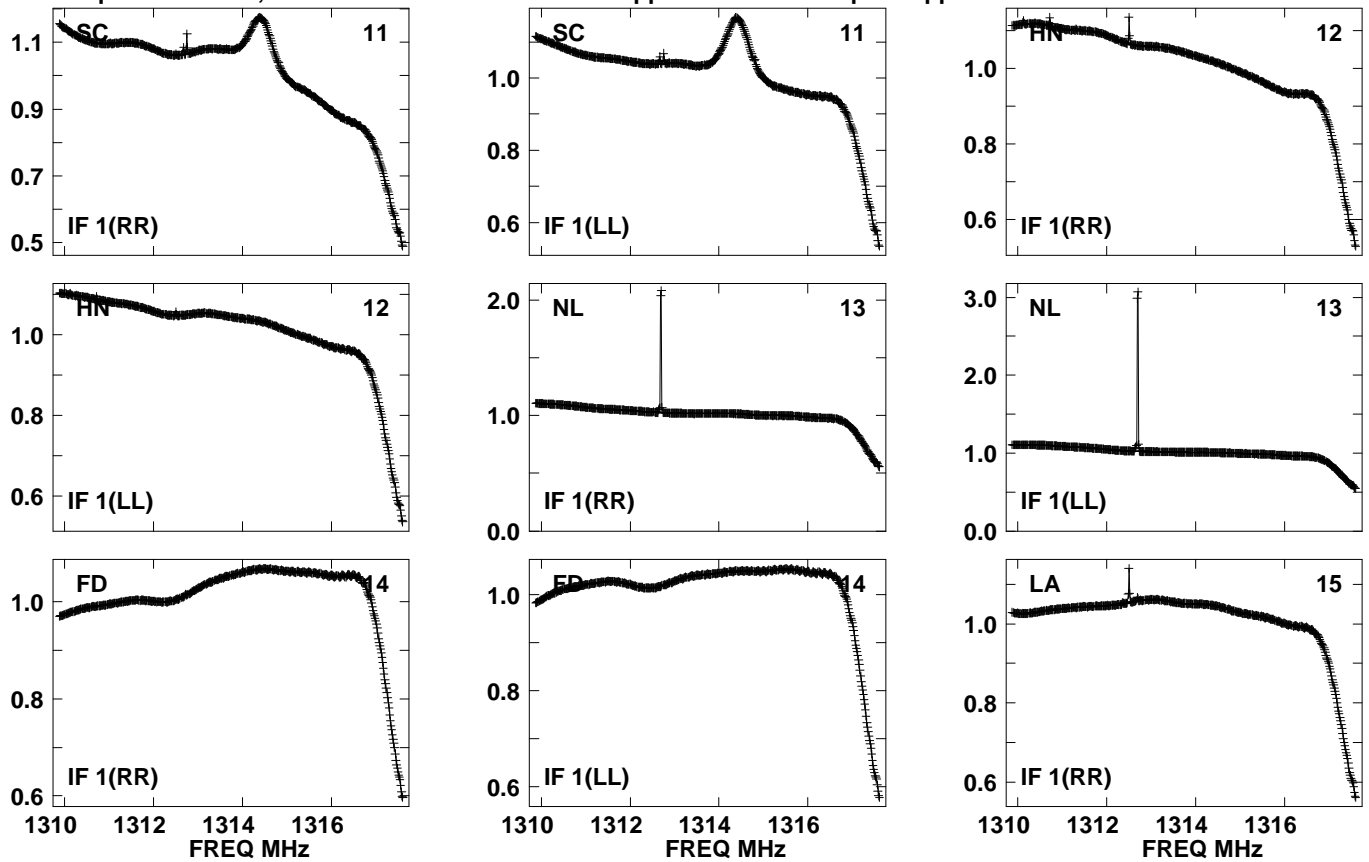 SC 11 SC 11 HN 12
1.1 1.0 1.0
0.9 0.8 0.8
0.7 0.6 0.6
0.5
IF 1(RR) IF 1(LL) IF 1(RR)
HN 12 NL 13 NL 13
1.0 2.0 3.0
0.8 1.0 2.0
0.6 0.0 1.0
0.0
IF 1(LL) IF 1(RR) IF 1(LL)
FD 14 FD 14 LA 15
1.0 1.0 1.0
0.8 0.8 0.8
0.6 0.6 0.6
IF 1(RR) IF 1(LL) IF 1(RR)
1310 1312 1314 1316 1310 1312 1314 1316 1310 1312 1314 1316
FREQ MHz FREQ MHz FREQ MHz